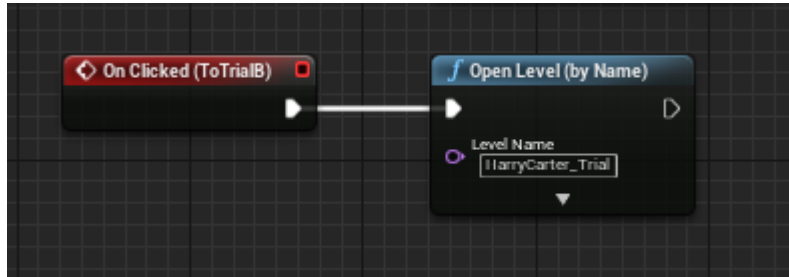 On Clicked (ToTrialB)
Open Level (by Name)
Level Name
HarryCarter_Trial